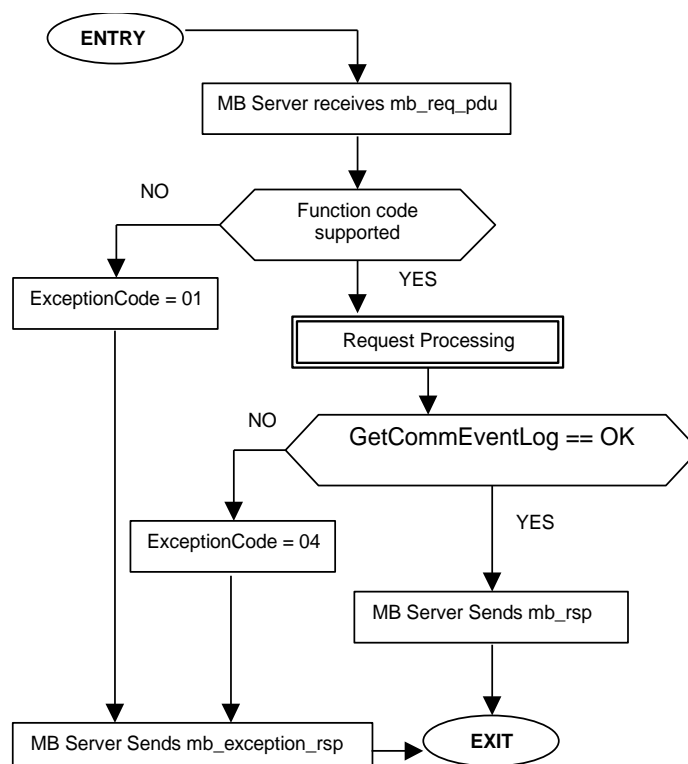 ENTRY
MB Server receives mb_req_pdu
NO
Function code
supported
YES
ExceptionCode = 01
Request Processing
NO
GetCommEventLog == OK
YES
ExceptionCode = 04
MB Server Sends mb_rsp
MB Server Sends mb_exception_rsp
EXIT